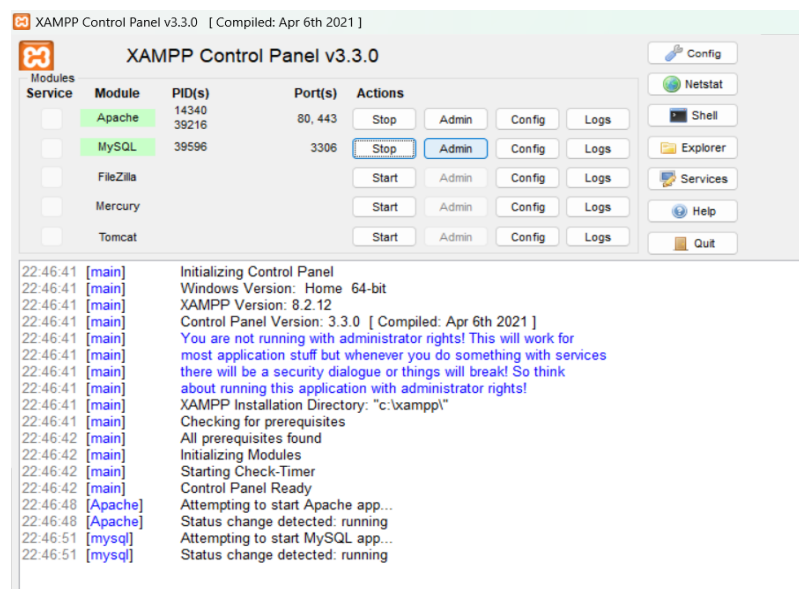 XAMPP Control Panel v3.3.0 [ Compiled: Apr 6th 2021 ]
XAMPP Control Panel v3.3.0
Config
Modules
Service Module PID(s) Port(s) Actions
Netstat
Apache 14340 39216 80, 443 Stop Admin Config Logs
Shell
MySQL 39596 3306 Stop Admin Config Logs
Explorer
FileZilla Start Admin Config Logs
Services
Mercury Start Admin Config Logs
Help
Tomcat Start Admin Config Logs
Quit
22:46:41 [main] Initializing Control Panel
22:46:41 [main] Windows Version: Home 64-bit
22:46:41 [main] XAMPP Version: 8.2.12
22:46:41 [main] Control Panel Version: 3.3.0 [ Compiled: Apr 6th 2021 ]
22:46:41 [main] You are not running with administrator rights! This will work for
22:46:41 [main] most application stuff but whenever you do something with services
22:46:41 [main] there will be a security dialogue or things will break! So think
22:46:41 [main] about running this application with administrator rights!
22:46:41 [main] XAMPP Installation Directory: "c:\xampp\"
22:46:41 [main] Checking for prerequisites
22:46:42 [main] All prerequisites found
22:46:42 [main] Initializing Modules
22:46:42 [main] Starting Check-Timer
22:46:42 [main] Control Panel Ready
22:46:48 [Apache] Attempting to start Apache app...
22:46:48 [Apache] Status change detected: running
22:46:51 [mysql] Attempting to start MySQL app...
22:46:51 [mysql] Status change detected: running